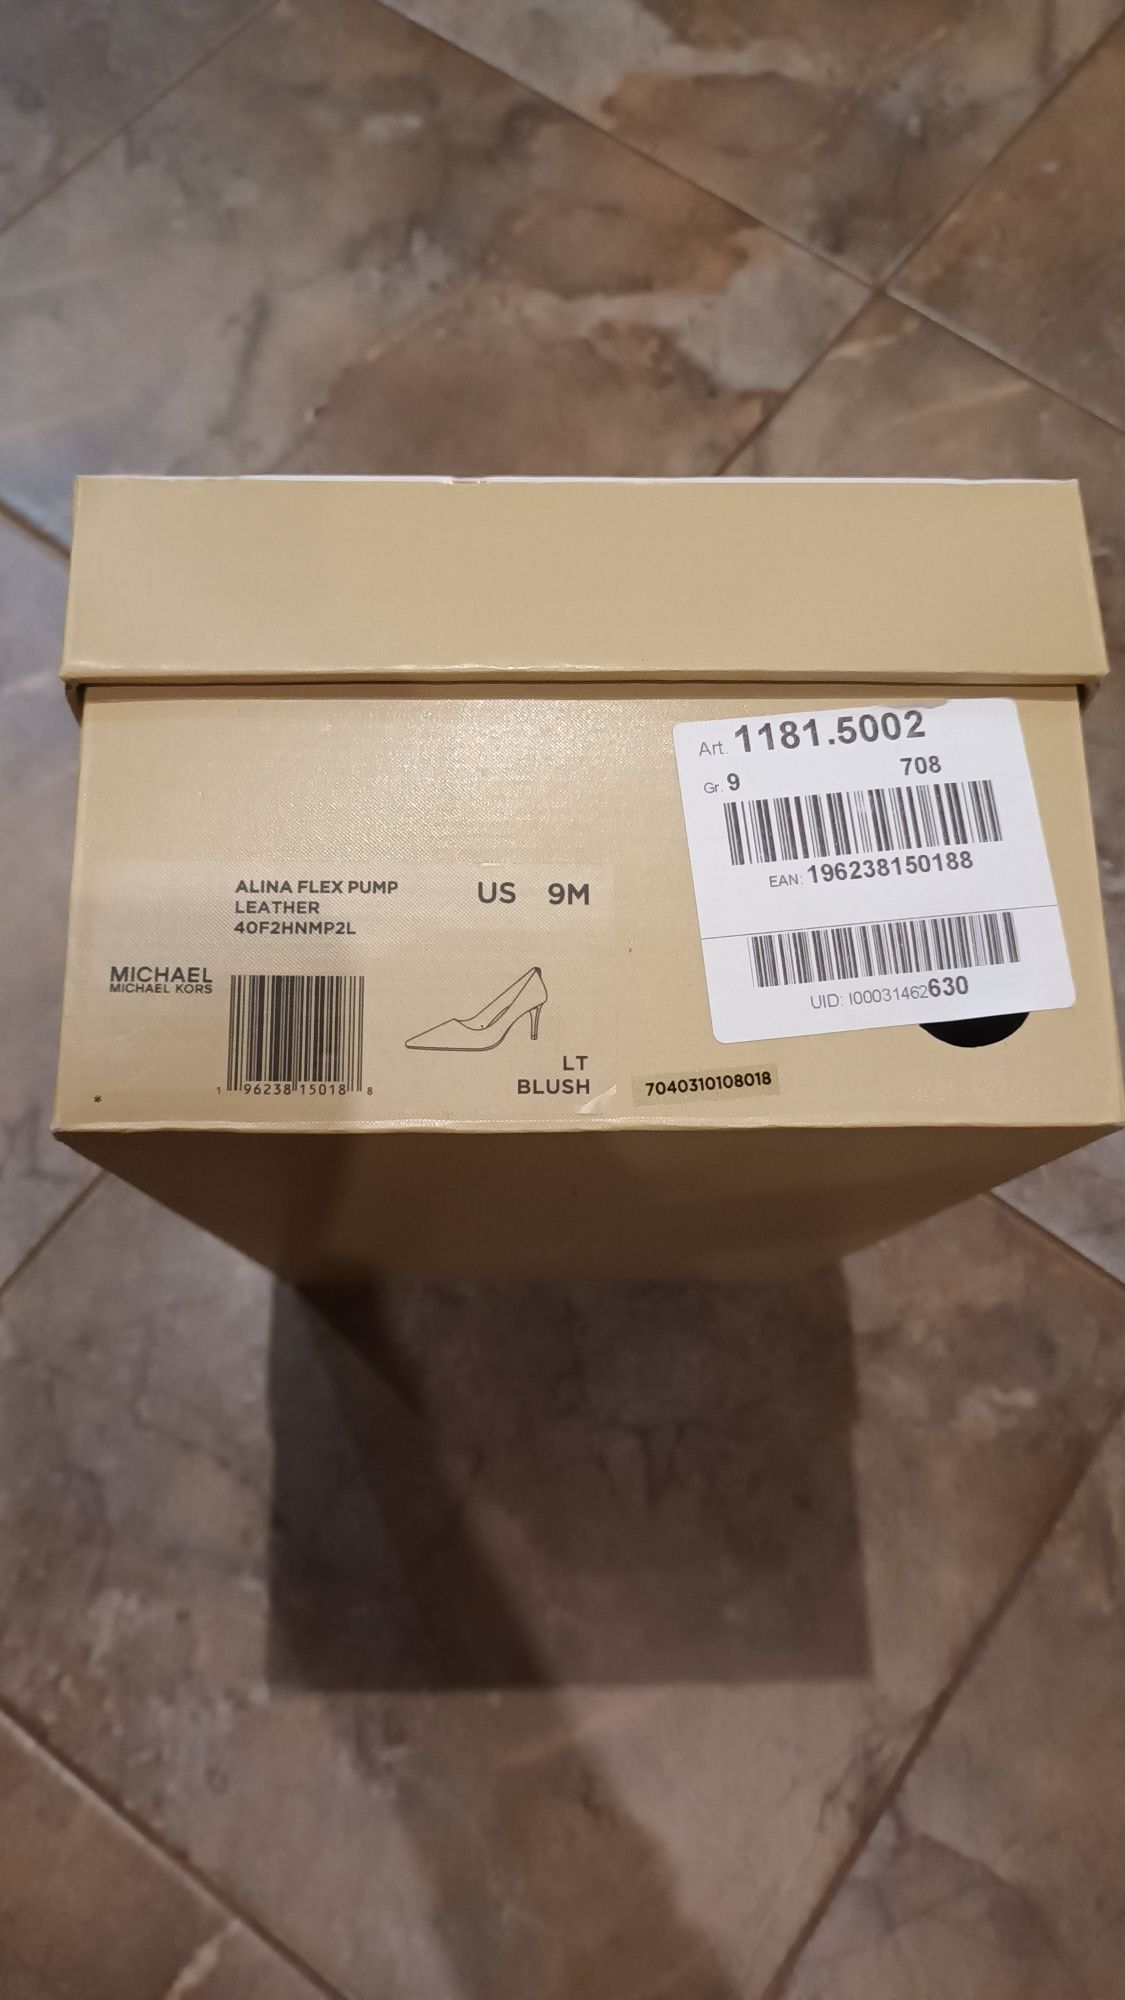 Art. 1181.5002
Gr. 9 708
EAN: 196238150188
UID: I00031462630
ALINA FLEX PUMP
LEATHER
40F2HNMP2L
US 9M
MICHAEL
MICHAEL KORS
1 96238 15018 8
LT
BLUSH
7040310108018
*